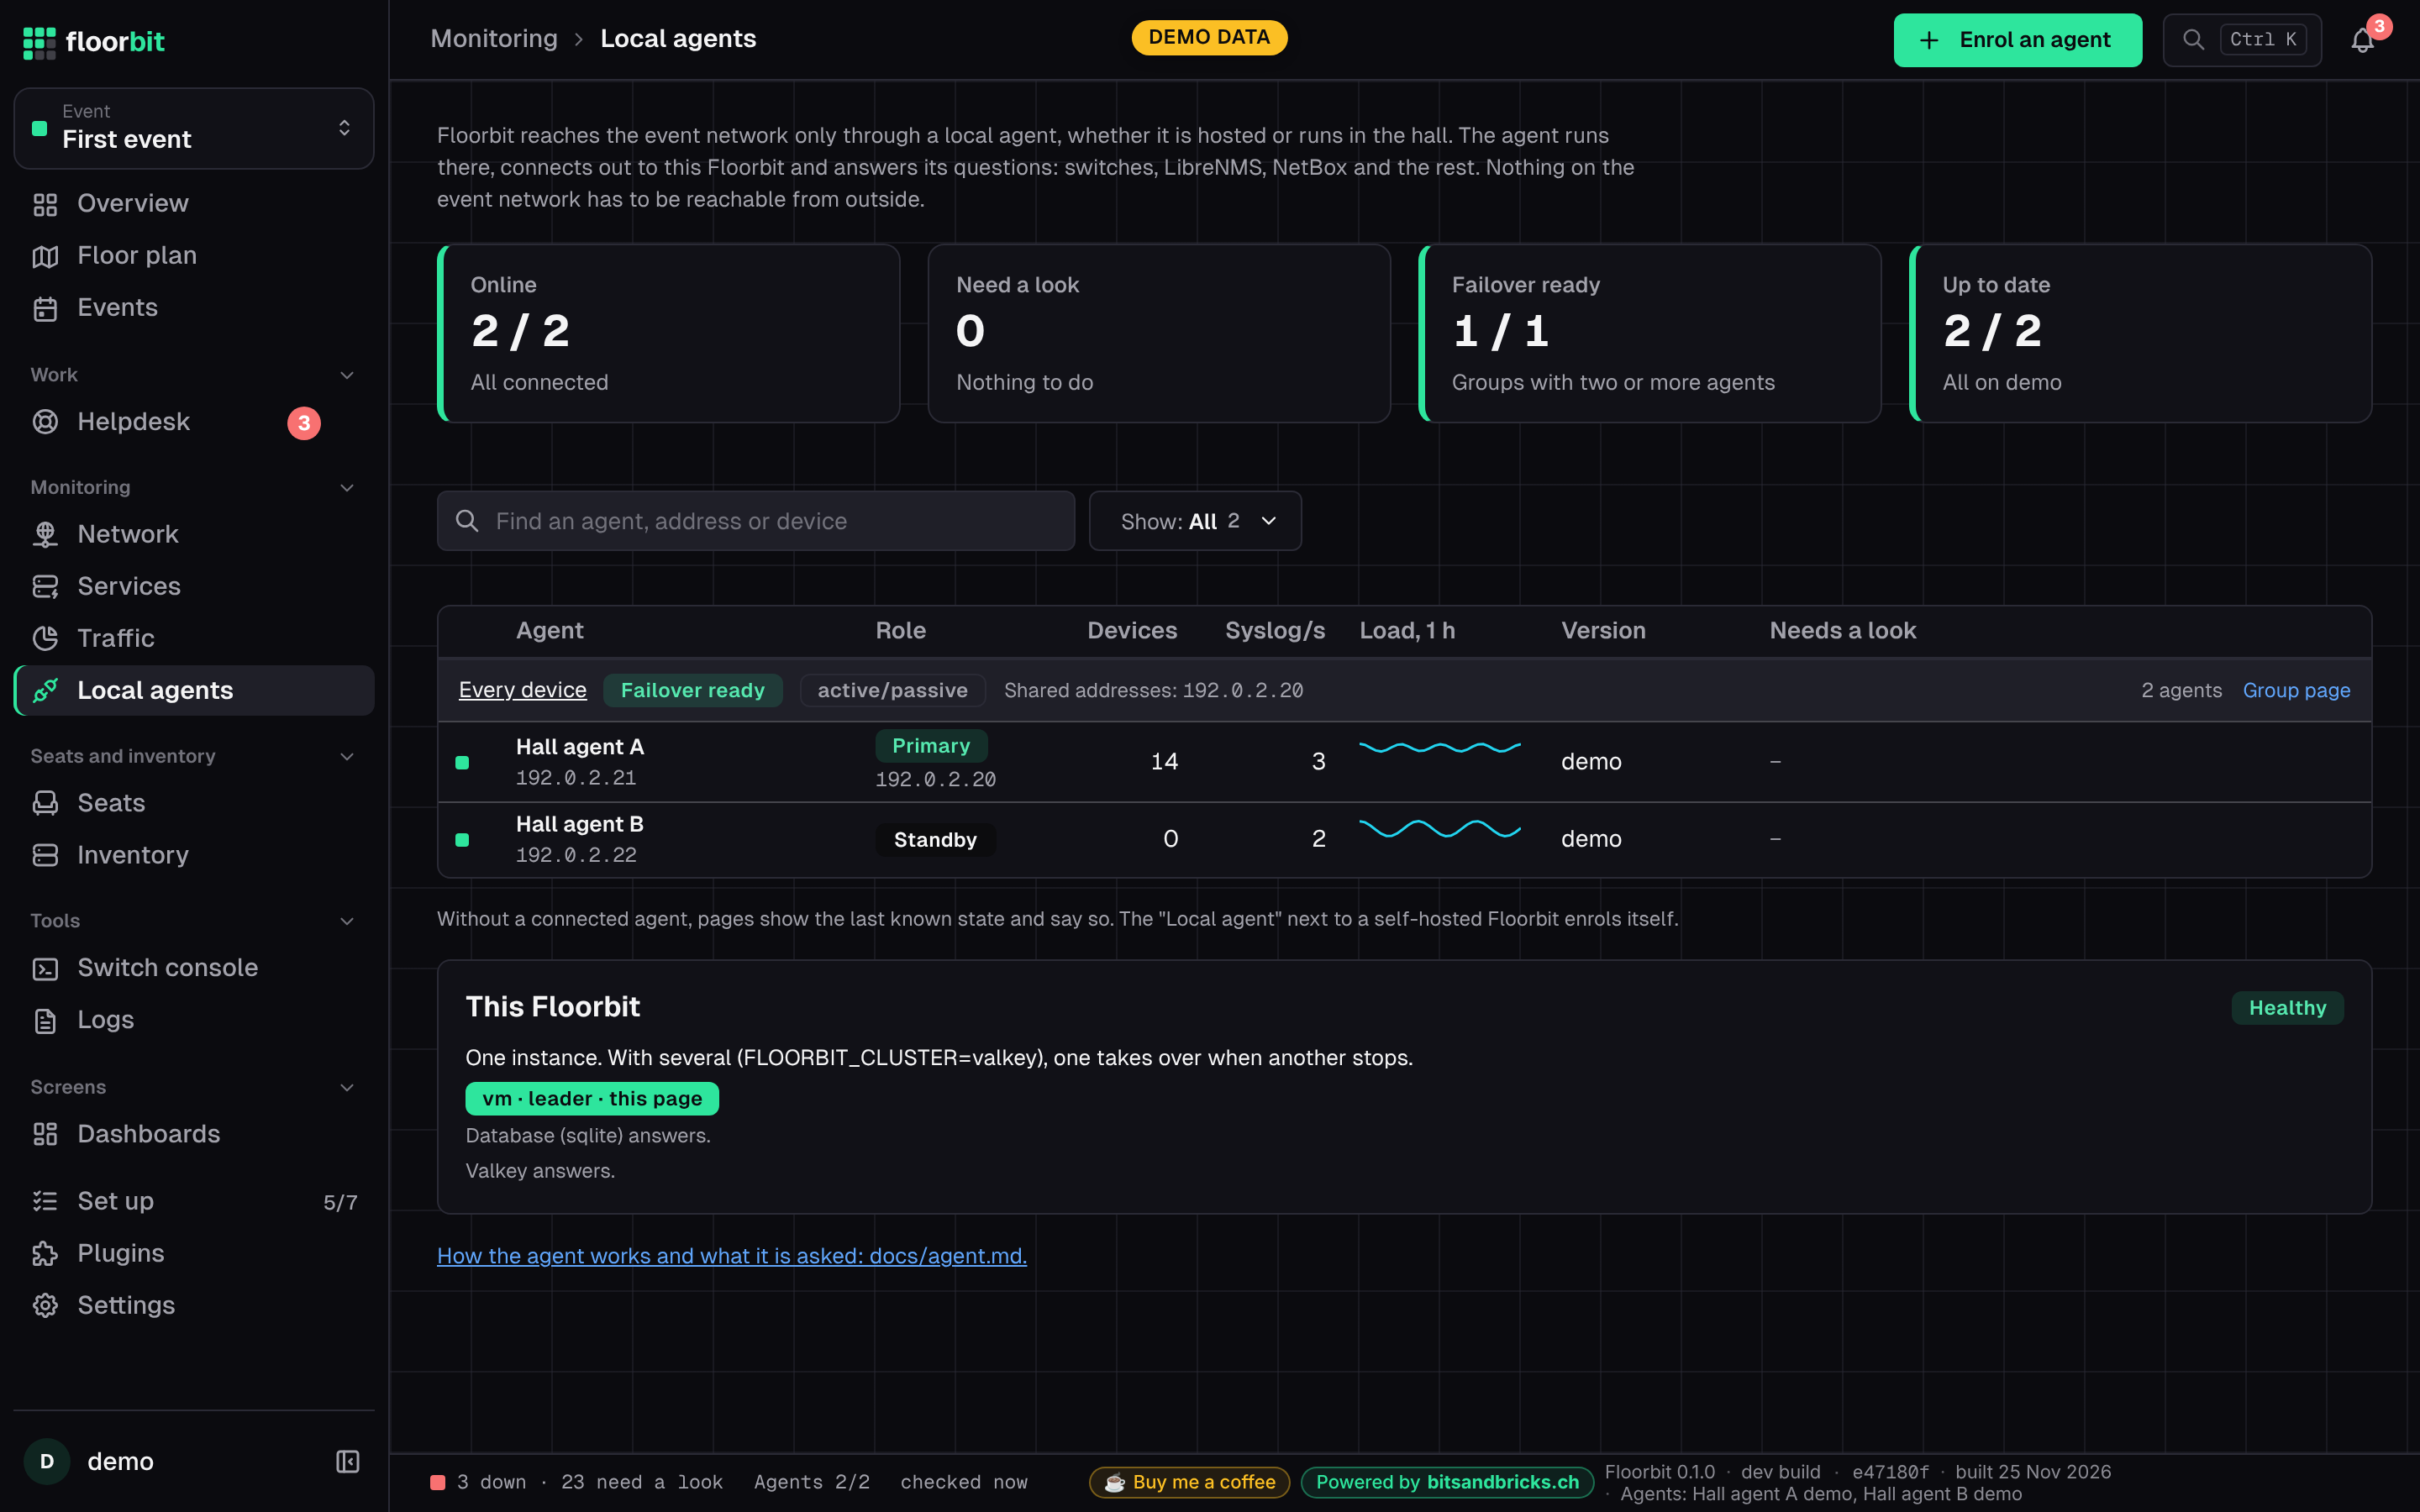 floorbit
Event
First event
Overview
Floor plan
Events
Work
Helpdesk 3
Monitoring
Network
Services
Traffic
Local agents
Seats and inventory
Seats
Inventory
Tools
Switch console
Logs
Screens
Dashboards
Set up 5/7
Plugins
Settings
D demo
Monitoring > Local agents
DEMO DATA
+ Enrol an agent
Ctrl K
3
Floorbit reaches the event network only through a local agent, whether it is hosted or runs in the hall. The agent runs
there, connects out to this Floorbit and answers its questions: switches, LibreNMS, NetBox and the rest. Nothing on the
event network has to be reachable from outside.
Online
2 / 2
All connected
Need a look
0
Nothing to do
Failover ready
1 / 1
Groups with two or more agents
Up to date
2 / 2
All on demo
Find an agent, address or device
Show: All 2
Agent Role Devices Syslog/s Load, 1 h Version Needs a look
Every device Failover ready active/passive Shared addresses: 192.0.2.20 2 agents Group page
Hall agent A Primary 14 3 demo –
192.0.2.21 192.0.2.20
Hall agent B Standby 0 2 demo –
192.0.2.22
Without a connected agent, pages show the last known state and say so. The "Local agent" next to a self-hosted Floorbit enrols itself.
This Floorbit Healthy
One instance. With several (FLOORBIT_CLUSTER=valkey), one takes over when another stops.
vm · leader · this page
Database (sqlite) answers.
Valkey answers.
How the agent works and what it is asked: docs/agent.md.
3 down · 23 need a look Agents 2/2 checked now
☕ Buy me a coffee
Powered by bitsandbricks.ch
Floorbit 0.1.0 · dev build · e47180f · built 25 Nov 2026
· Agents: Hall agent A demo, Hall agent B demo